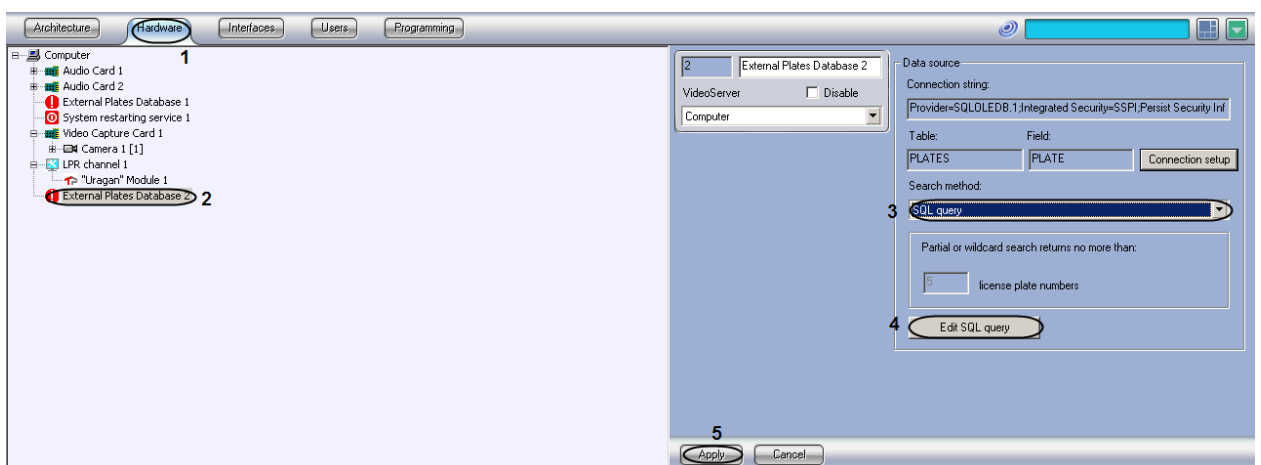 Architecture Hardware Interfaces Users Programming
1
Computer
Audio Card 1
Audio Card 2
External Plates Database 1
System restarting service 1
Video Capture Card 1
Camera 1 [1]
LPR channel 1
"Uragan" Module 1
External Plates Database 2 2
2 External Plates Database 2
VideoServer Disable
Computer
Data source
Connection string:
Provider=SQLOLEDB.1;Integrated Security=SSPI;Persist Security Inf
Table: Field:
PLATES PLATE Connection setup
Search method:
3 SQL query
Partial or wildcard search returns no more than:
5 license plate numbers
4 Edit SQL query
5
Apply Cancel